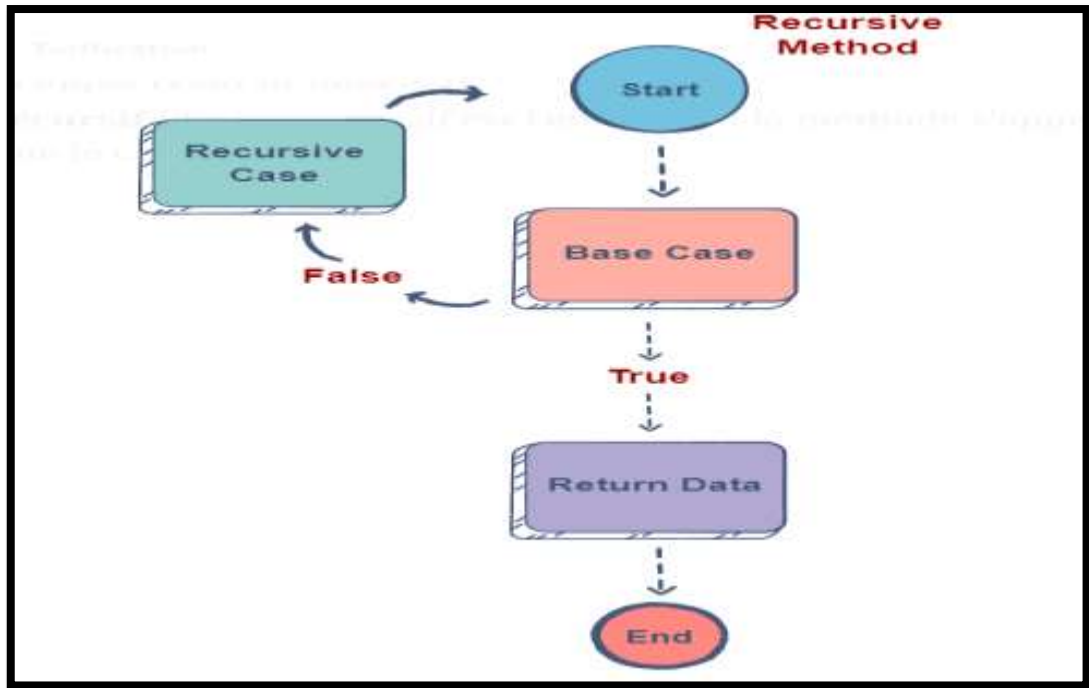 Recursive
Method
Start
Recursive
Case
Base Case
False
True
Return Data
End